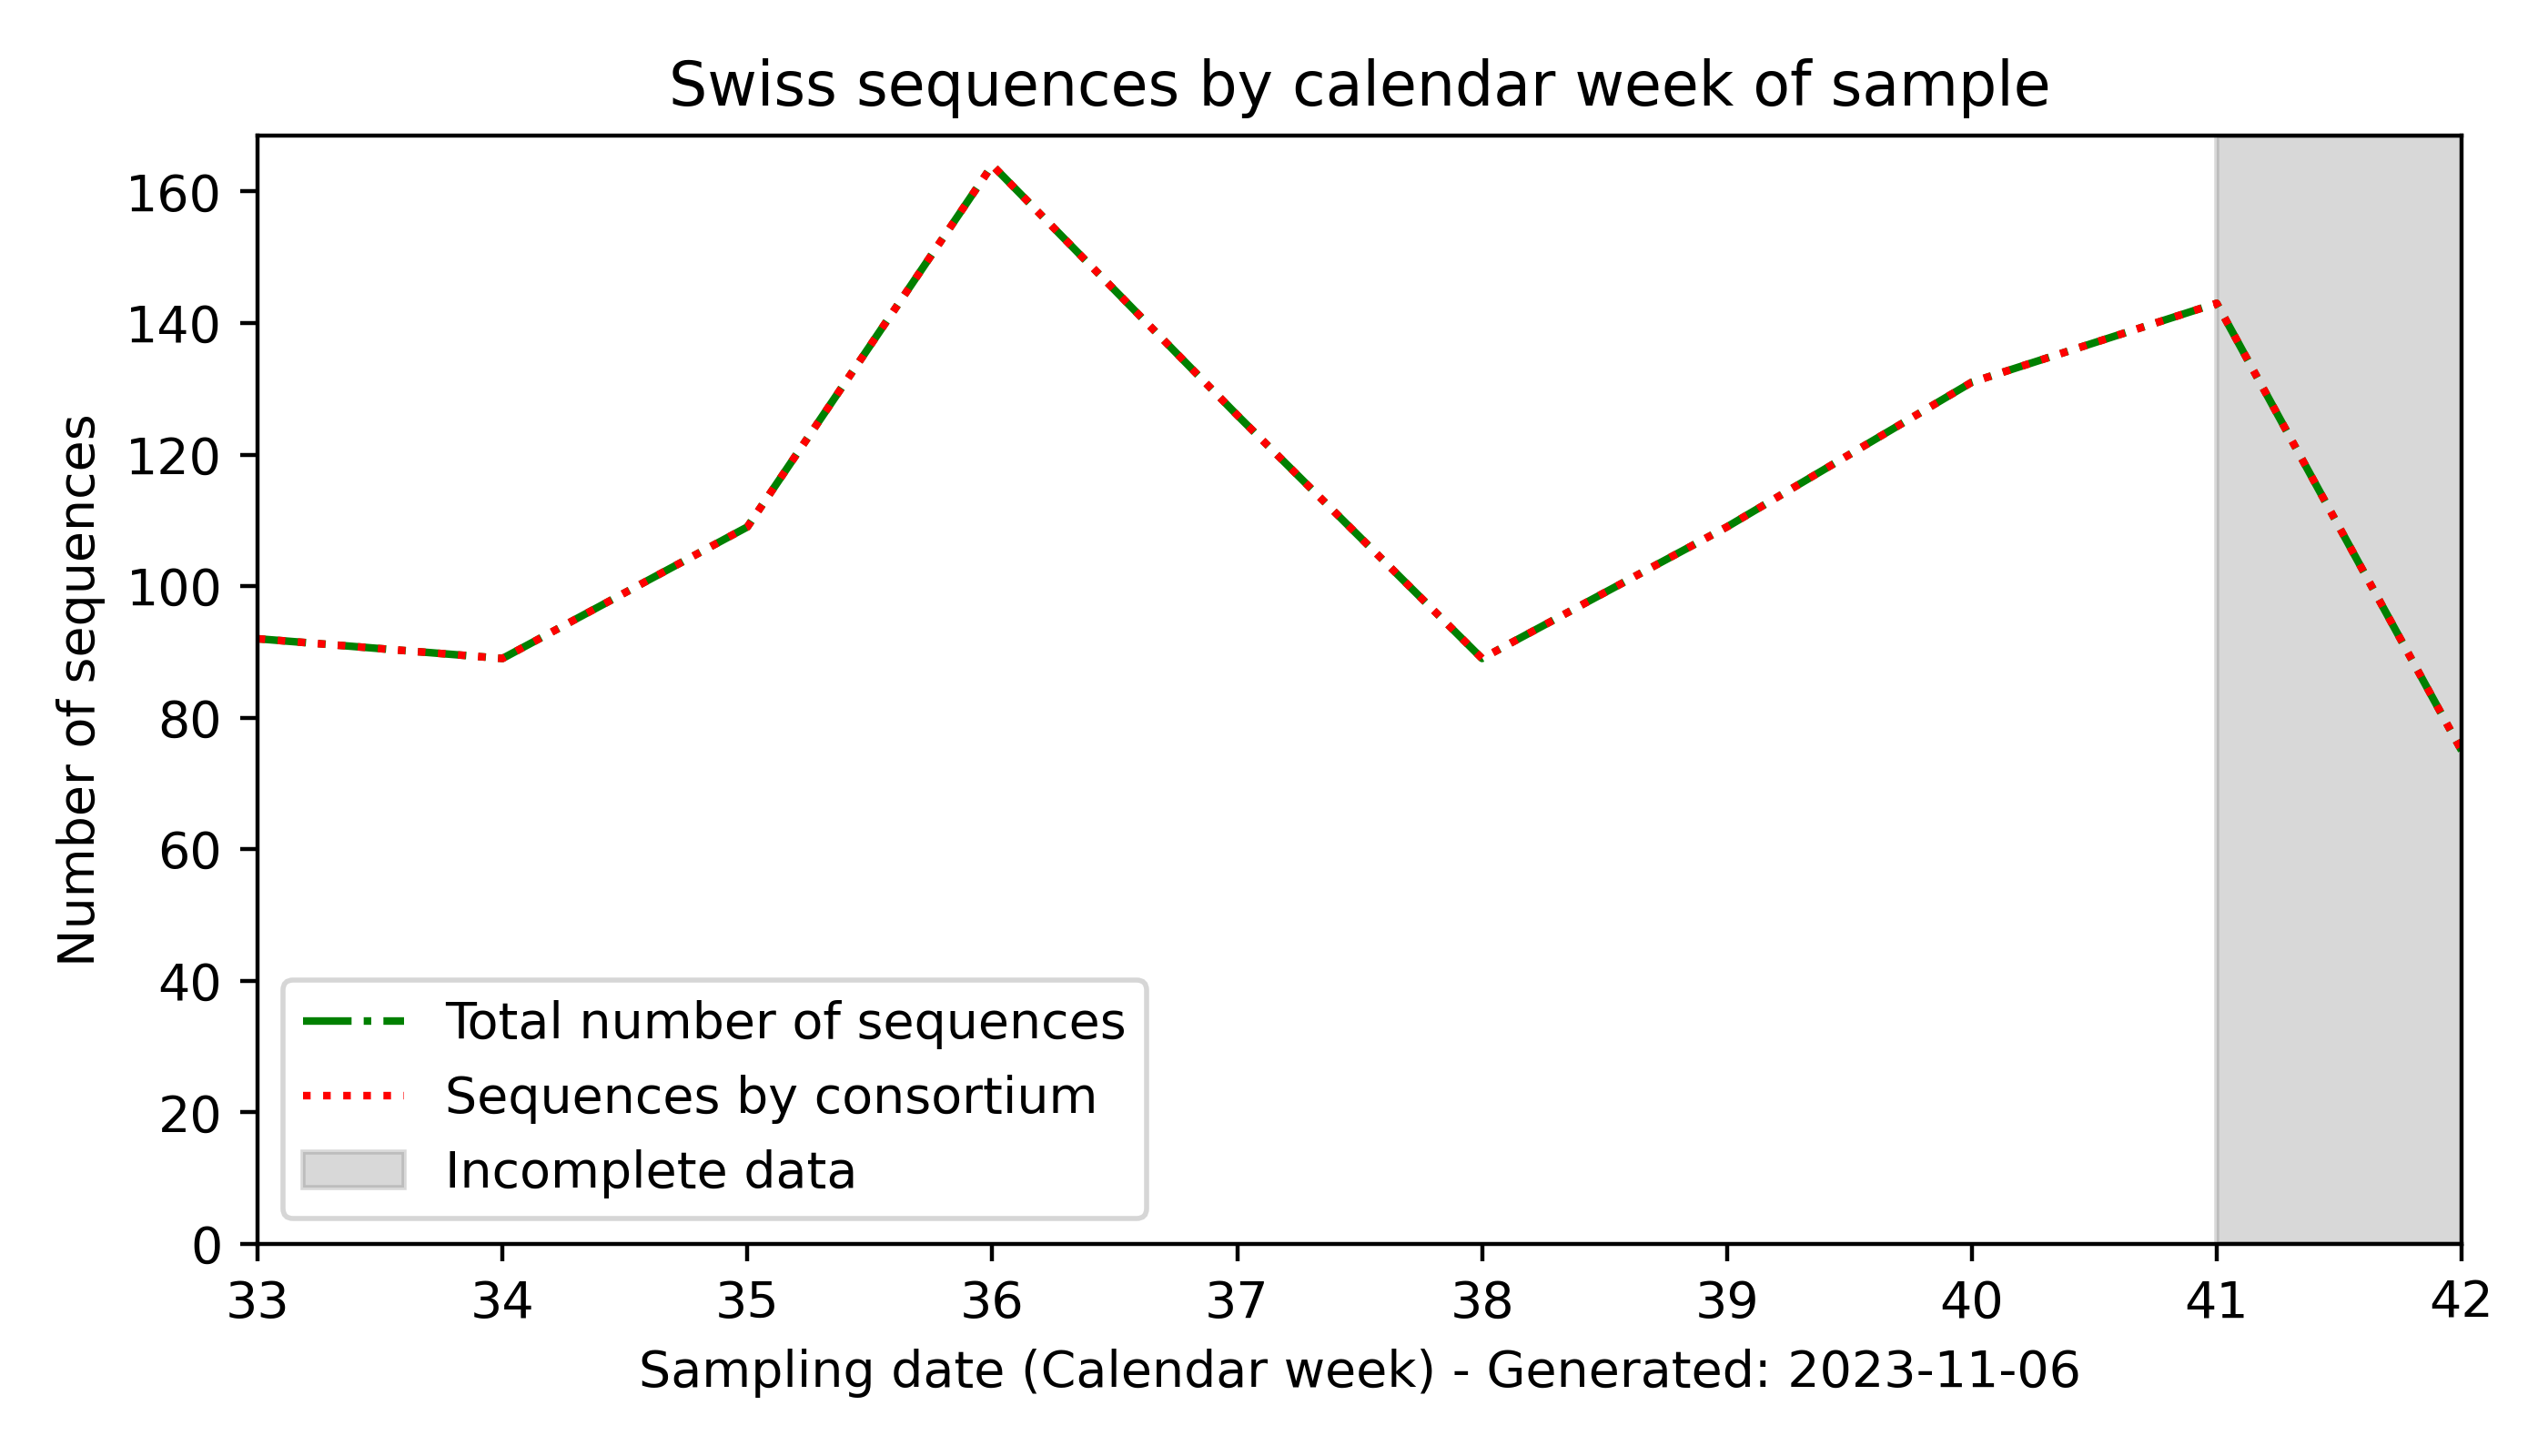 Swiss sequences by calendar week of sample
Number of sequences
160
140
120
100
80
60
40
20
0
Total number of sequences
Sequences by consortium
Incomplete data
33 34 35 36 37 38 39 40 41 42
Sampling date (Calendar week) - Generated: 2023-11-06